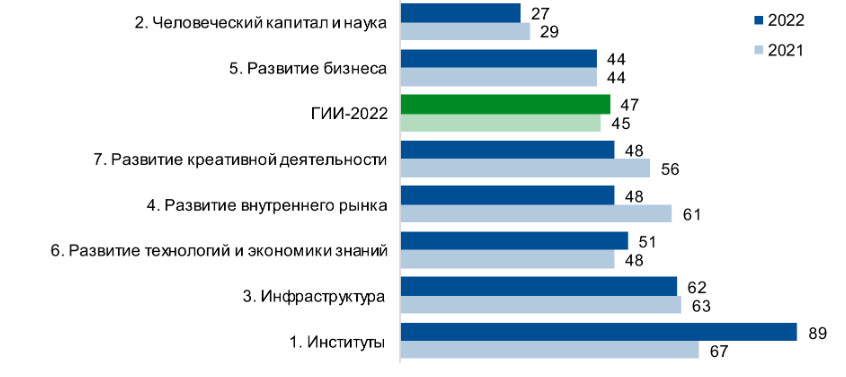 2. Человеческий капитал и наука
27
29
2022
2021
5. Развитие бизнеса
44
44
ГИИ-2022
47
45
7. Развитие креативной деятельности
48
56
4. Развитие внутреннего рынка
48
61
6. Развитие технологий и экономики знаний
51
48
3. Инфраструктура
62
63
1. Институты
89
67